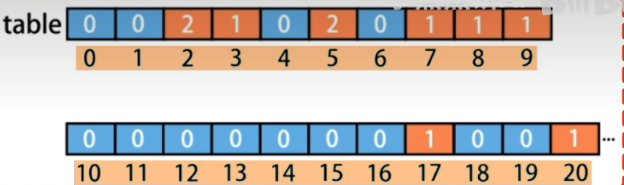 table 0 0 2 1 0 2 0 1 1 1
0 1 2 3 4 5 6 7 8 9
0 0 0 0 0 0 0 1 0 0 1 ...
10 11 12 13 14 15 16 17 18 19 20